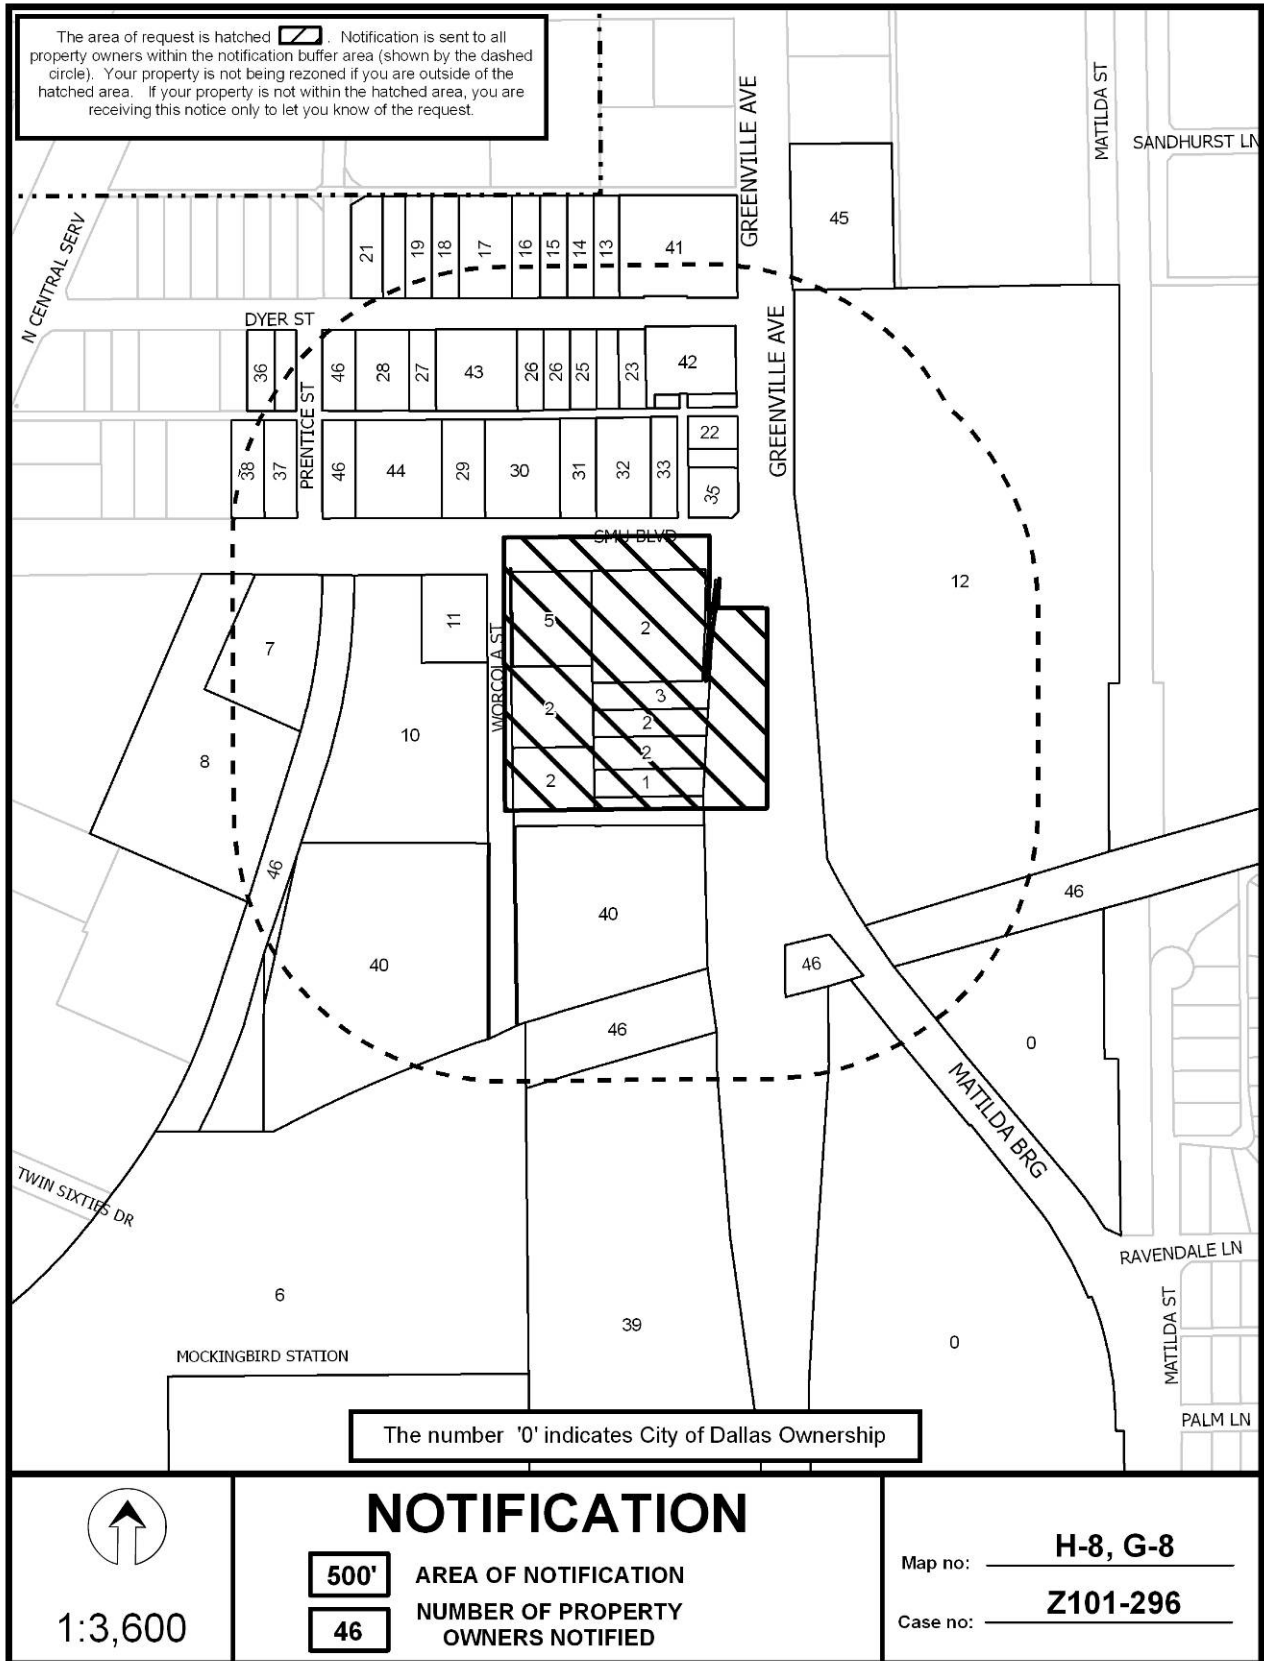 The area of request is hatched . Notification is sent to all
property owners within the notification buffer area (shown by the dashed
circle). Your property is not being rezoned if you are outside of the
hatched area. If your property is not within the hatched area, you are
receiving this notice only to let you know of the request.
GREENVILLE AVE
MATILDA ST
SANDHURST LN
N CENTRAL SERV
21
19
18
17
16
15
14
13
41
45
DYER ST
GREENVILLE AVE
36
46
28
27
43
26
26
25
23
42
PRENTICE ST
38
37
46
44
29
30
31
32
33
22
35
SMU BLVD
12
7
11
WORCOLA ST
5
2
8
10
2
3
2
2
2
1
46
40
40
46
46
46
0
MATILDA BRG
TWIN SIXTIES DR
RAVENDALE LN
6
39
0
MATILDA ST
MOCKINGBIRD STATION
PALM LN
The number '0' indicates City of Dallas Ownership
1:3,600
NOTIFICATION
500' AREA OF NOTIFICATION
46 NUMBER OF PROPERTY
OWNERS NOTIFIED
Map no: H-8, G-8
Case no: Z101-296